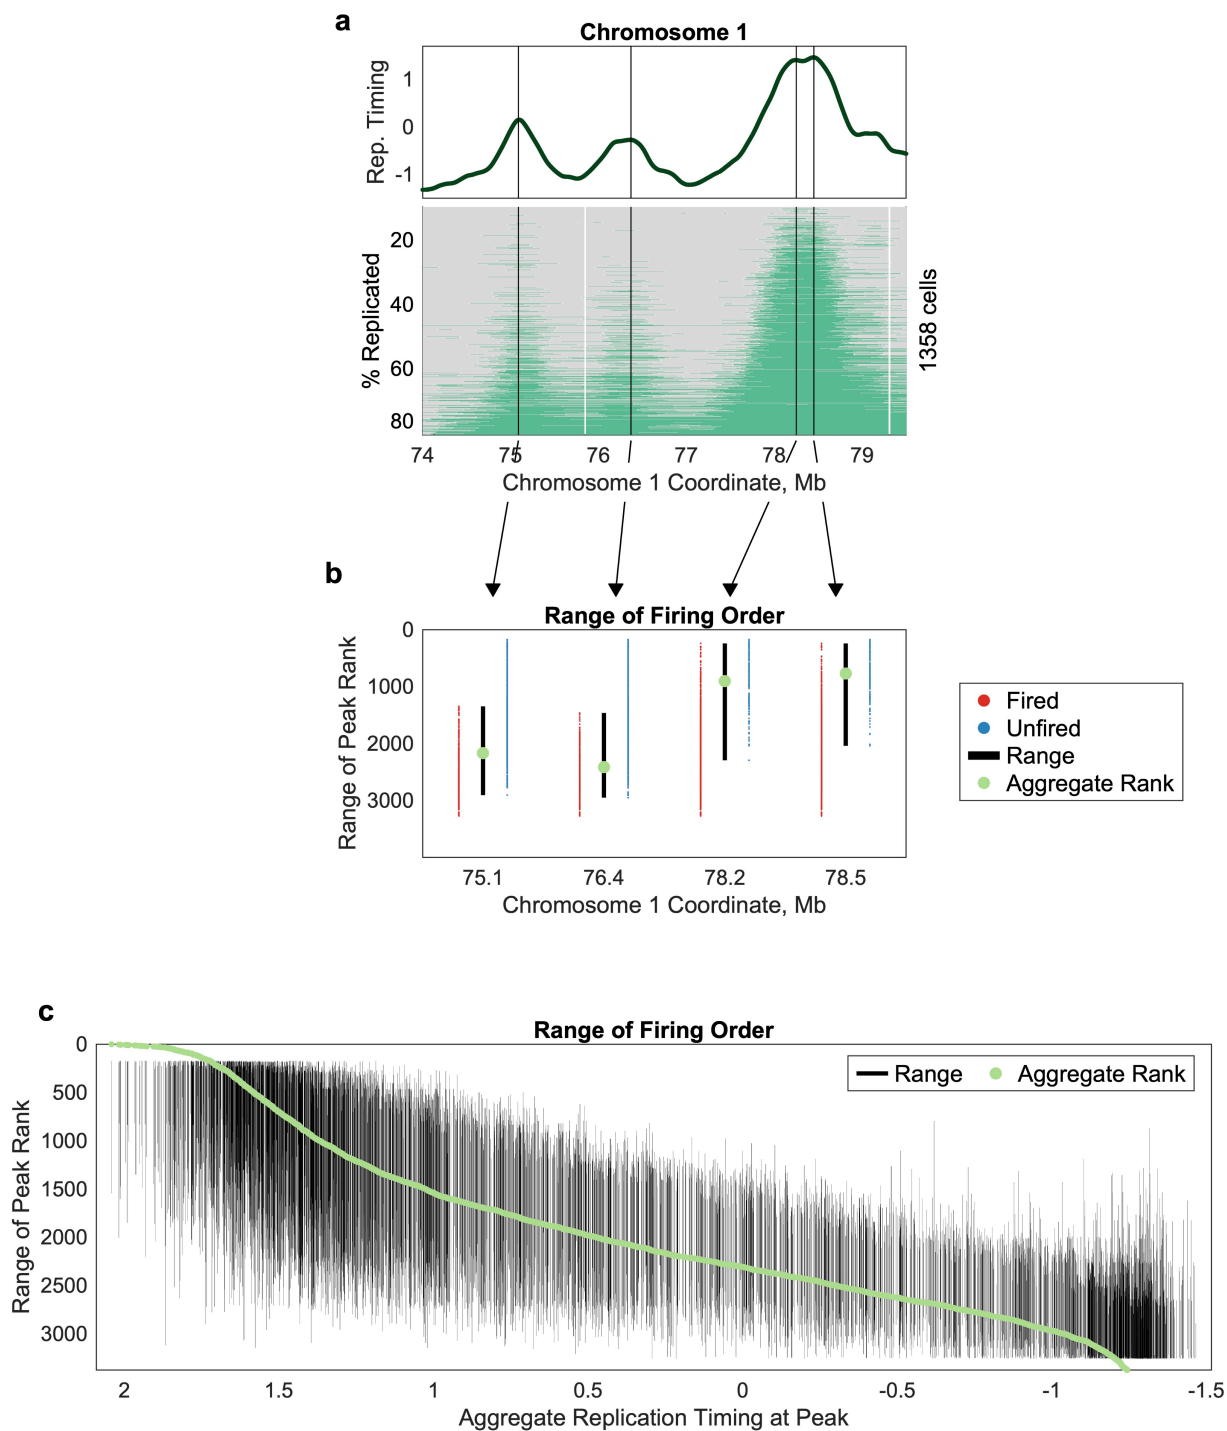 a
Chromosome 1
Rep. Timing
1
0
-1
% Replicated
20
40
60
80
1358 cells
74 75 76 77 78 79
Chromosome 1 Coordinate, Mb
b
Range of Firing Order
Range of Peak Rank
0
1000
2000
3000
75.1 76.4 78.2 78.5
Chromosome 1 Coordinate, Mb
Fired
Unfired
Range
Aggregate Rank
c
Range of Firing Order
Range of Peak Rank
0
500
1000
1500
2000
2500
3000
Range Aggregate Rank
2 1.5 1 0.5 0 -0.5 -1 -1.5
Aggregate Replication Timing at Peak